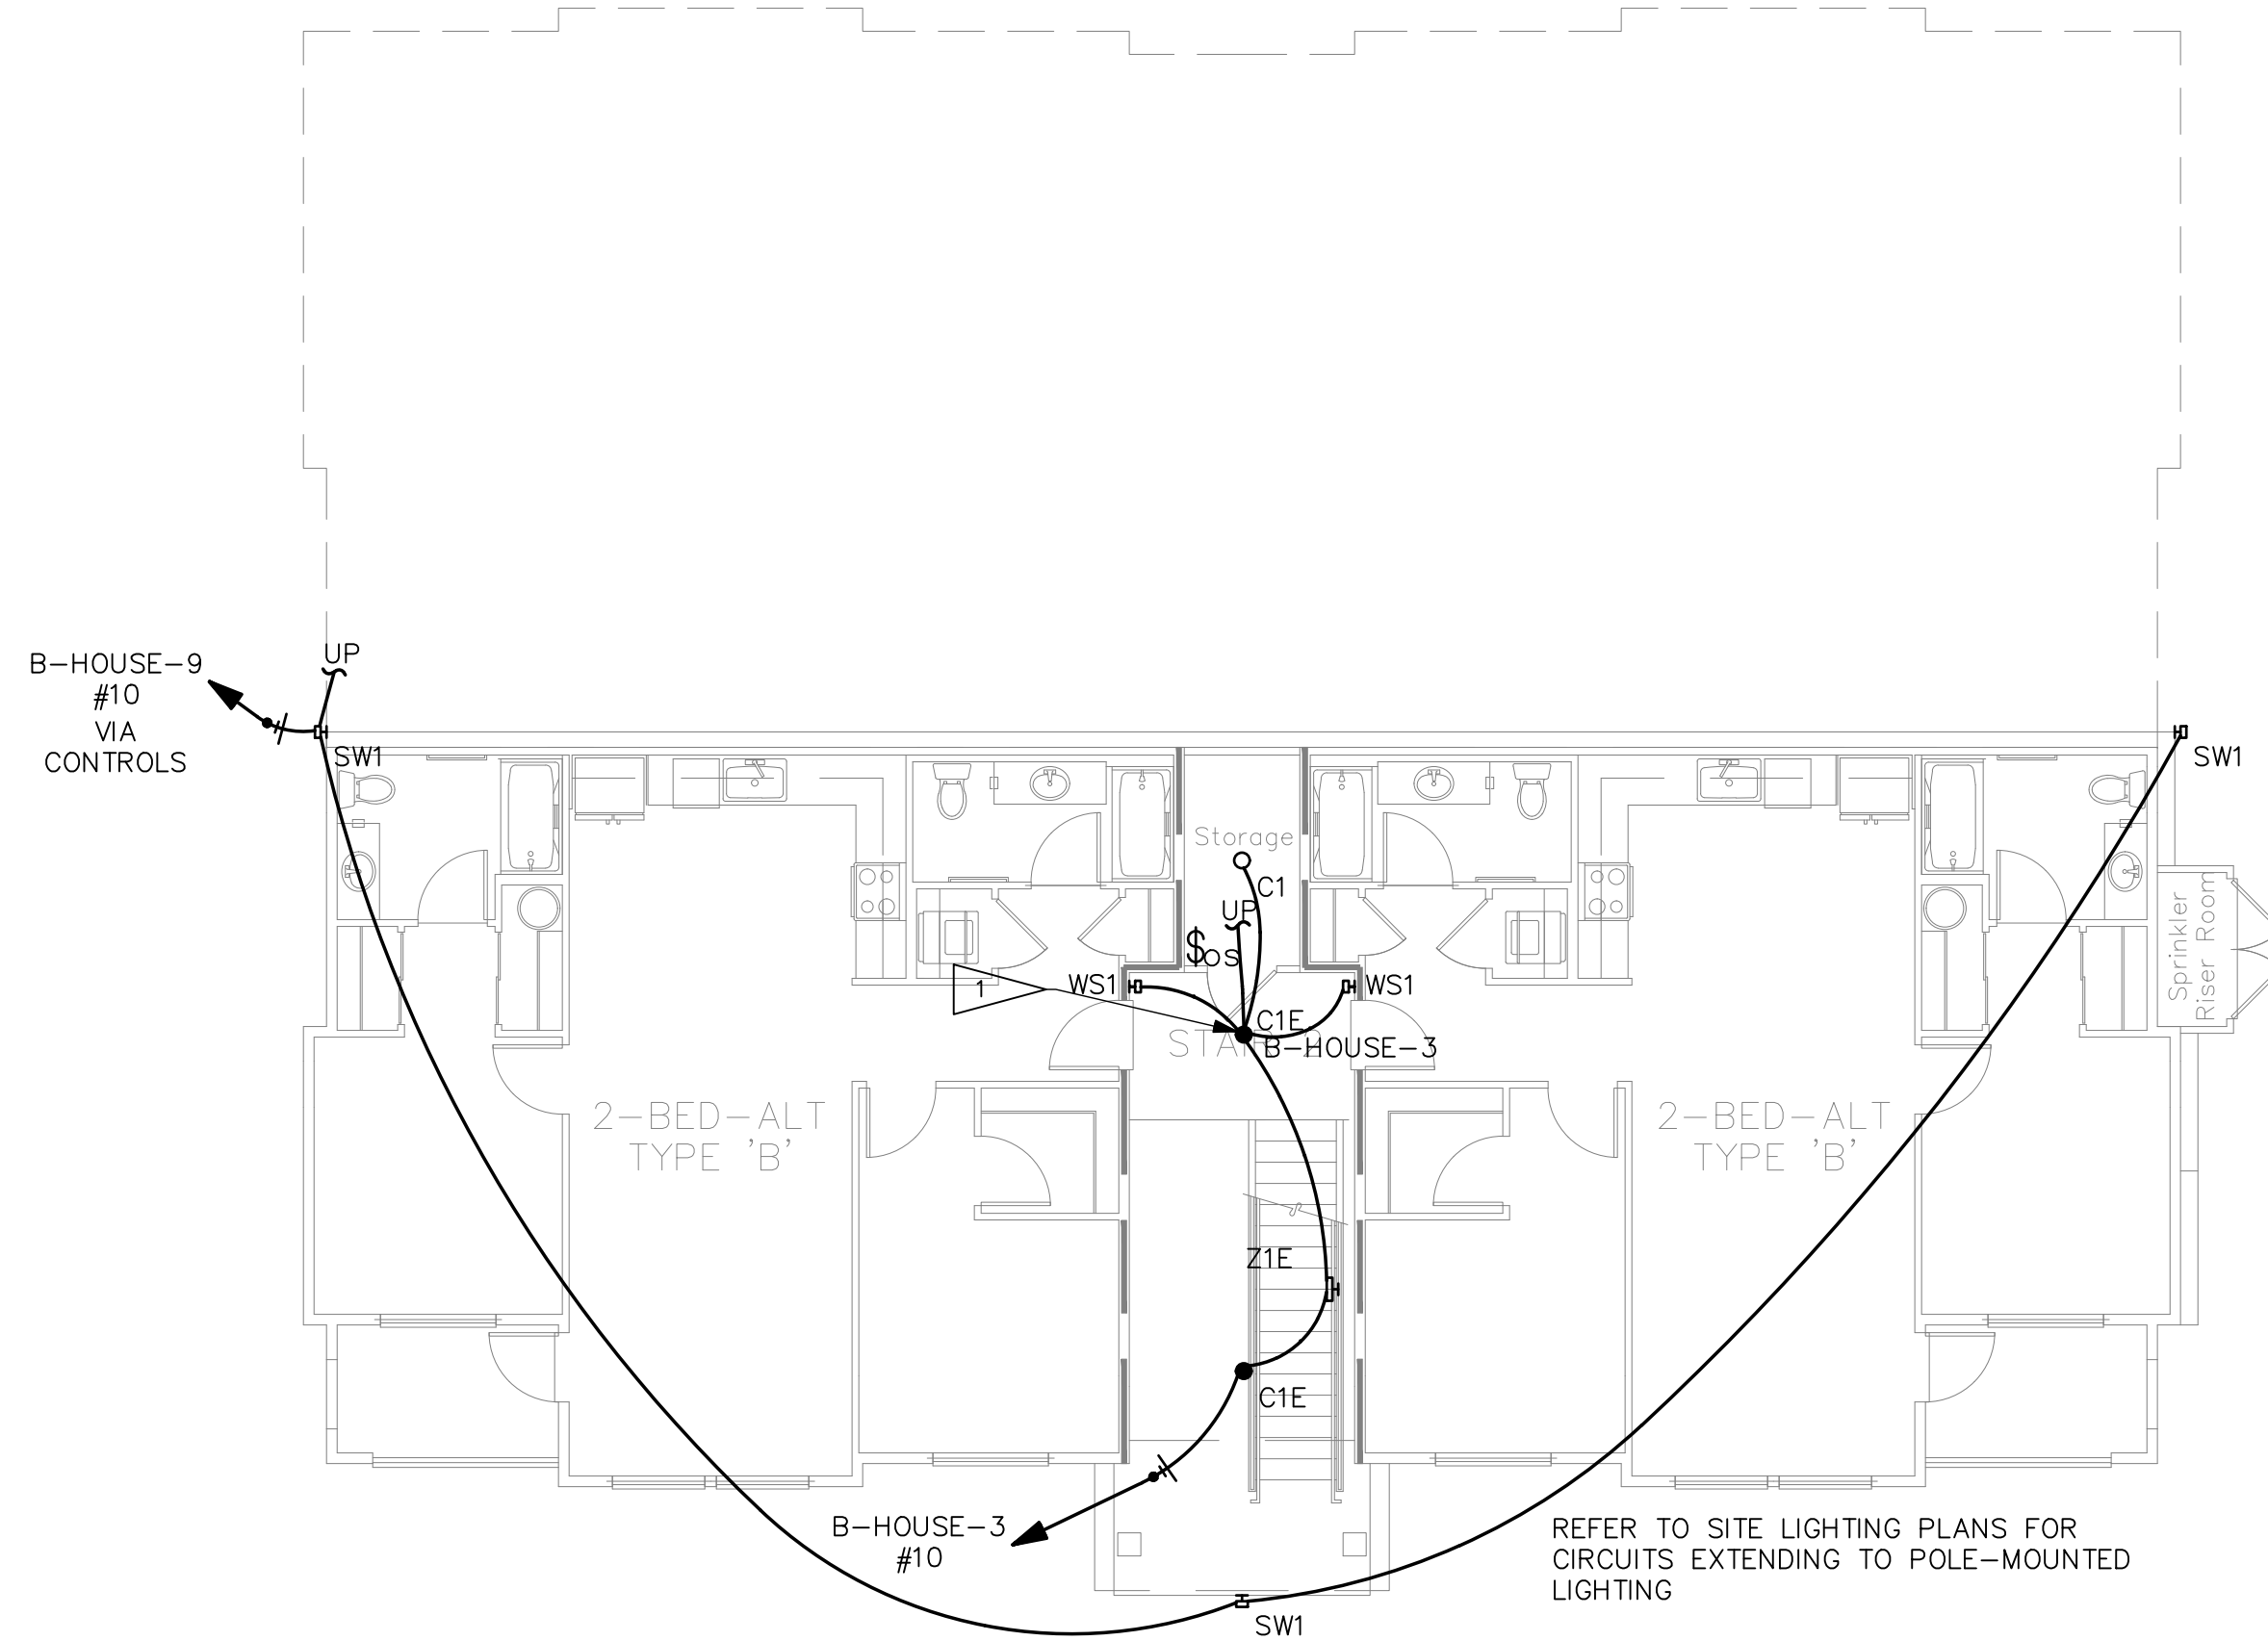 UP
B-HOUSE-9
#10
VIA
CONTROLS
SW1
SW1
Storage
C1
UP
$os
WS1
WS1
1
C1E
STAIR 2
B-HOUSE-3
Sprinkler
Riser Room
2-BED-ALT
TYPE 'B'
2-BED-ALT
TYPE 'B'
Z1E
C1E
B-HOUSE-3
#10
REFER TO SITE LIGHTING PLANS FOR
CIRCUITS EXTENDING TO POLE-MOUNTED
LIGHTING
SW1